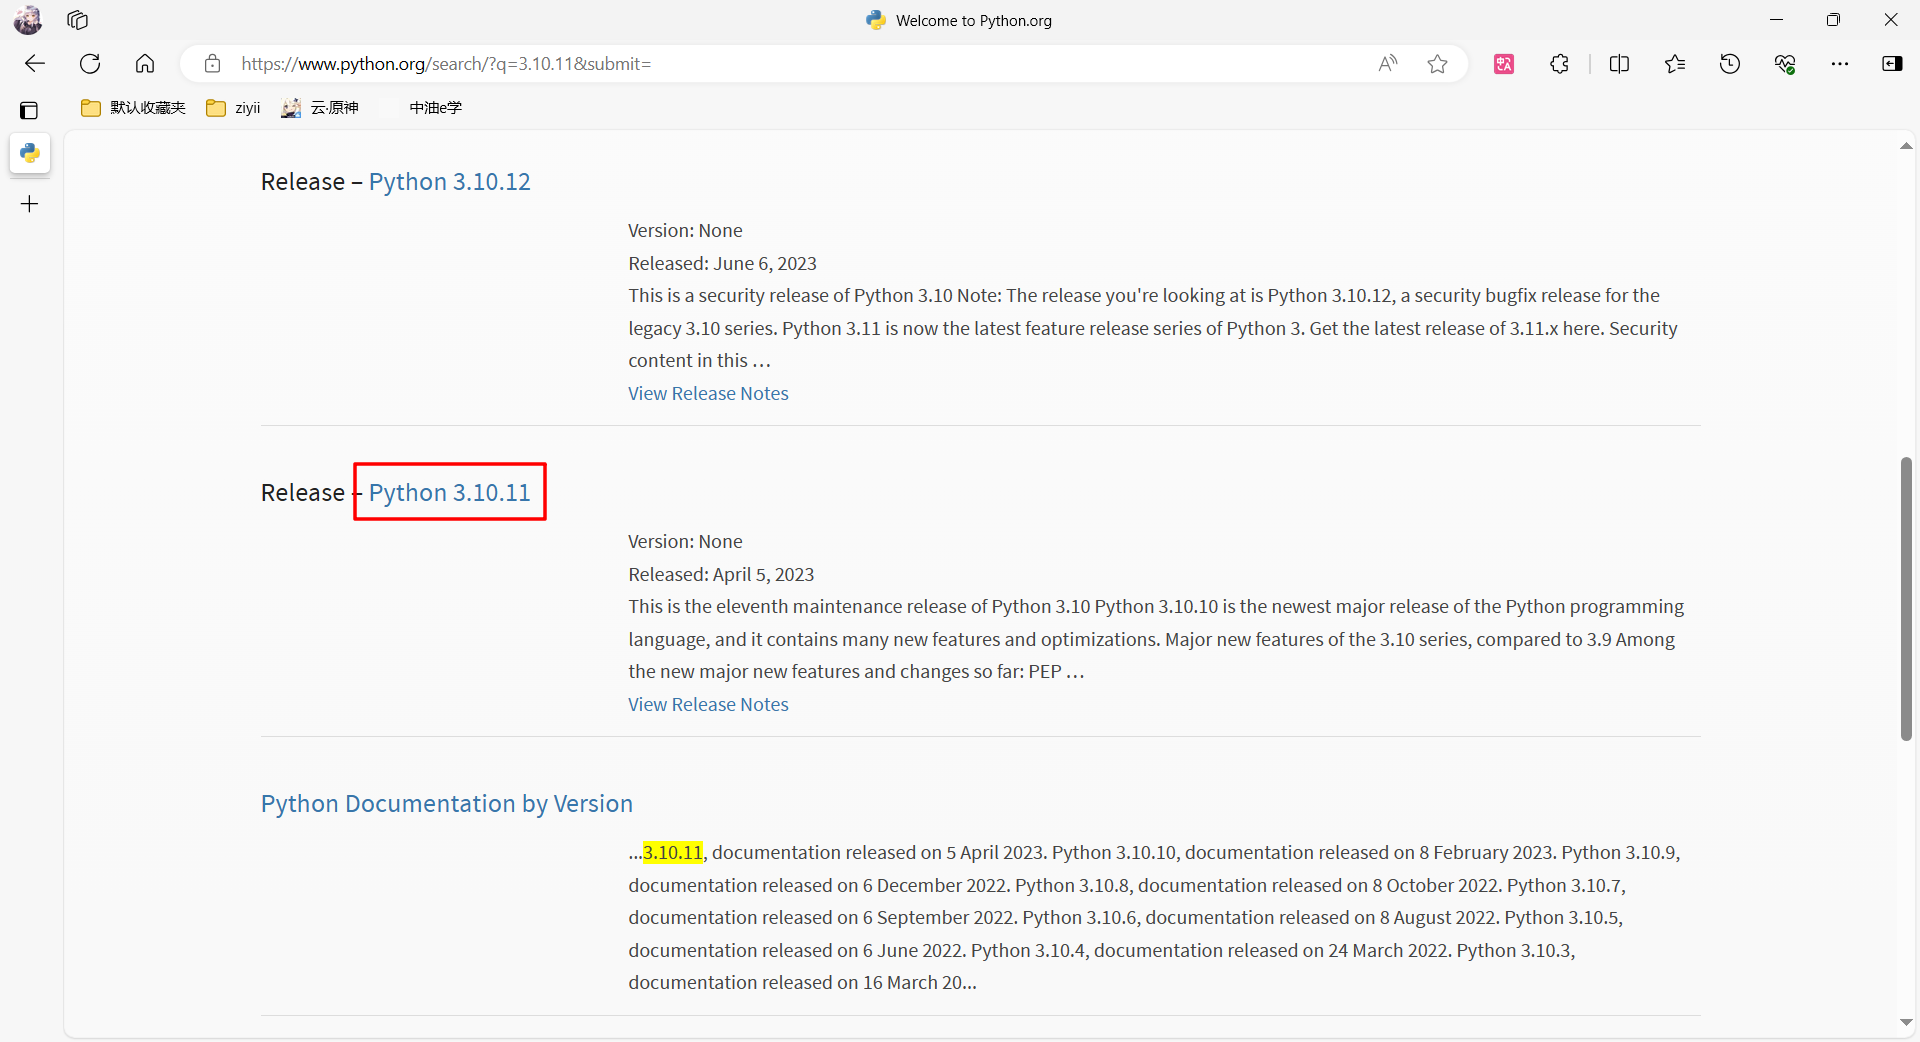 Welcome to Python.org
https://www.python.org/search/?q=3.10.11&submit=
默认收藏夹 ziyii 云·原神 中油e学
Release – Python 3.10.12
Version: None
Released: June 6, 2023
This is a security release of Python 3.10 Note: The release you're looking at is Python 3.10.12, a security bugfix release for the
legacy 3.10 series. Python 3.11 is now the latest feature release series of Python 3. Get the latest release of 3.11.x here. Security
content in this …
View Release Notes
Release – Python 3.10.11
Version: None
Released: April 5, 2023
This is the eleventh maintenance release of Python 3.10 Python 3.10.10 is the newest major release of the Python programming
language, and it contains many new features and optimizations. Major new features of the 3.10 series, compared to 3.9 Among
the new major new features and changes so far: PEP …
View Release Notes
Python Documentation by Version
...3.10.11, documentation released on 5 April 2023. Python 3.10.10, documentation released on 8 February 2023. Python 3.10.9,
documentation released on 6 December 2022. Python 3.10.8, documentation released on 8 October 2022. Python 3.10.7,
documentation released on 6 September 2022. Python 3.10.6, documentation released on 8 August 2022. Python 3.10.5,
documentation released on 6 June 2022. Python 3.10.4, documentation released on 24 March 2022. Python 3.10.3,
documentation released on 16 March 20...